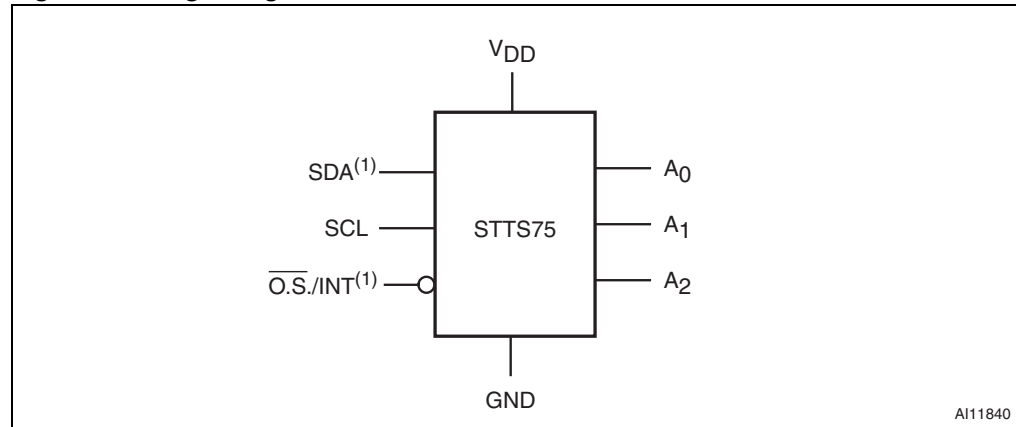 V_DD
SDA(1)
SCL
O.S./INT(1)
STTS75
A0
A1
A2
GND
AI11840